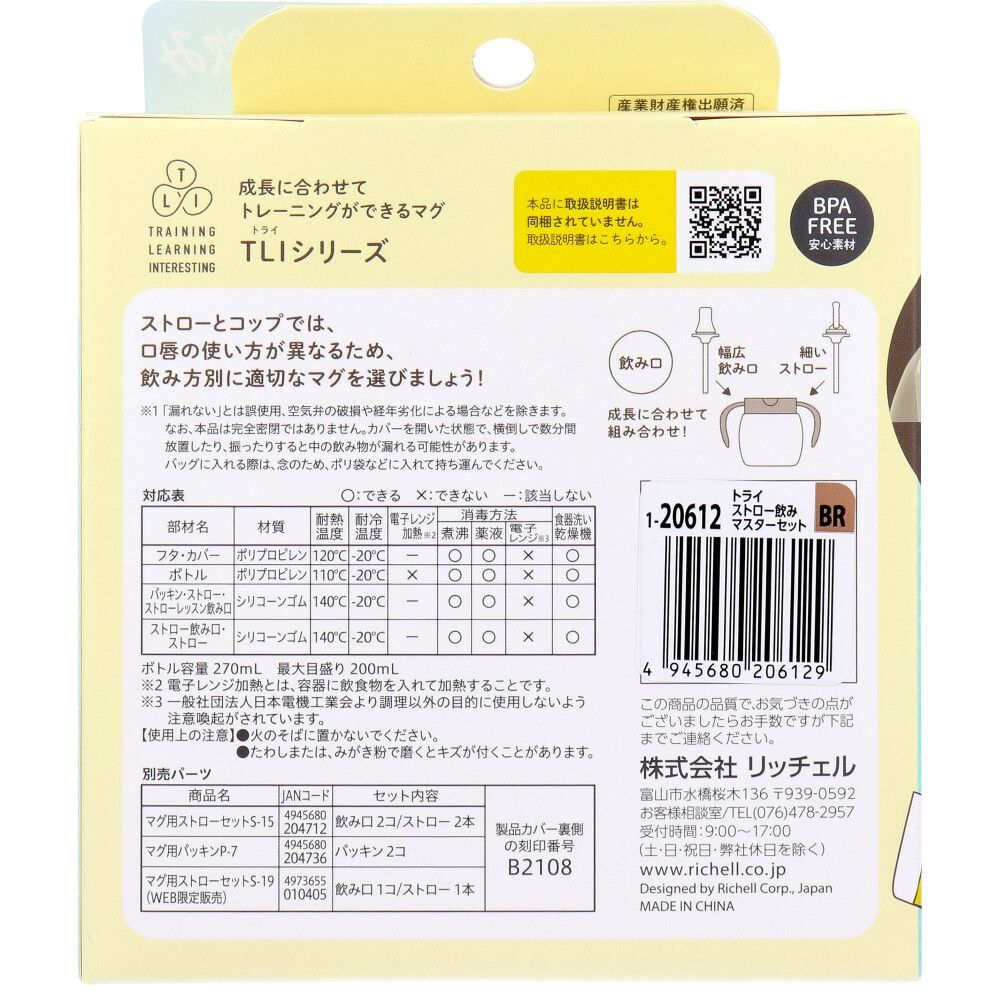 飲み
産業財産権出願済
T
L I
TRAINING
LEARNING
INTERESTING
成長に合わせて
トレーニングができるマグ
トライ
TLIシリーズ
本品に取扱説明書は
同梱されていません。
取扱説明書はこちらから。
BPA
FREE
安心素材
ストローとコップでは、
口唇の使い方が異なるため、
飲み方別に適切なマグを選びましょう!
飲み口
幅広
飲み口
細い
ストロー
成長に合わせて
組み合わせ!
※1「漏れない」とは誤使用、空気弁の破損や経年劣化による場合などを除きます。
なお、本品は完全密閉ではありません。カバーを開いた状態で、横倒しで数分間
放置したり、振ったりすると中の飲み物が漏れる可能性があります。
バッグに入れる際は、念のため、ポリ袋などに入れて持ち運んでください。
対応表 ○:できる ×:できない ー:該当しない
部材名 材質 耐熱温度 耐冷温度 電子レンジ加熱※2 消毒方法 煮沸 薬液 電子レンジ※3 食器洗い乾燥機
フタ・カバー ポリプロピレン 120℃ -20℃ ー ○ ○ × ○
ボトル ポリプロピレン 110℃ -20℃ × ○ ○ × ○
パッキン・ストロー・
ストローレッスン飲み口 シリコーンゴム 140℃ -20℃ ー ○ ○ × ○
ストロー飲み口・
ストロー シリコーンゴム 140℃ -20℃ ー ○ ○ × ○
ボトル容量 270mL 最大目盛り 200mL
※2 電子レンジ加熱とは、容器に飲食物を入れて加熱することです。
※3 一般社団法人日本電機工業会より調理以外の目的に使用しないよう
注意喚起がされています。
【使用上の注意】●火のそばに置かないでください。
●たわしまたは、みがき粉で磨くとキズが付くことがあります。
別売パーツ
商品名 JANコード セット内容
マグ用ストローセットS-15 4945680 204712 飲み口 2コ/ストロー 2本
マグ用パッキンP-7 4945680 204736 パッキン 2コ
マグ用ストローセットS-19
(WEB限定販売) 4973655 010405 飲み口 1コ/ストロー 1本
製品カバー裏側
の刻印番号
B2108
1-20612
トライ
ストロー飲み
マスターセット
BR
4 945680 206129
この商品の品質で、お気づきの点が
ございましたらお手数ですが下記
までご連絡ください。
株式会社 リッチェル
富山市水橋桜木136 〒939-0592
お客様相談室/TEL(076)478-2957
受付時間:9:00~17:00
(土・日・祝日・弊社休日を除く)
www.richell.co.jp
Designed by Richell Corp., Japan
MADE IN CHINA